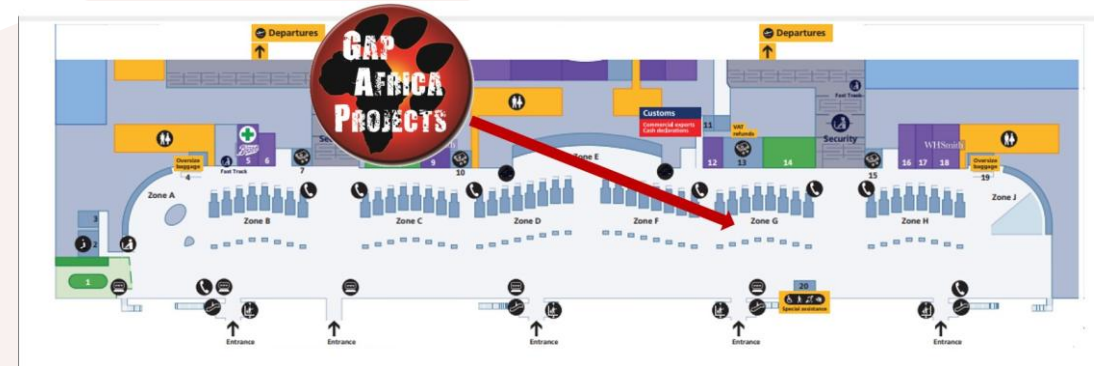 Departures
Departures
GAP
AFRICA
PROJECTS
Customs
Commercial exports
Cash declarations
11
VAT
refunds
Fast Track
Security
WHSmith
Boots
5
6
Oversize
baggage
4
Fast Track
7
9
10
Zone E
12
13
14
15
16
17
18
Oversize
baggage
19
Zone A
Zone B
Zone C
Zone D
Zone F
Zone G
Zone H
Zone J
3
2
1
20
Special assistance
Entrance
Entrance
Entrance
Entrance
Entrance